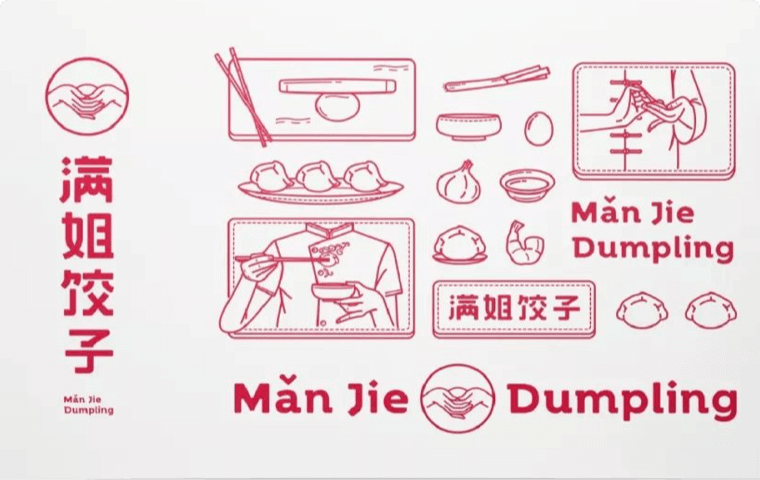 满姐饺子
Mǎn Jie
Dumpling
Mǎn Jie
Dumpling
满姐饺子
Mǎn Jie Dumpling